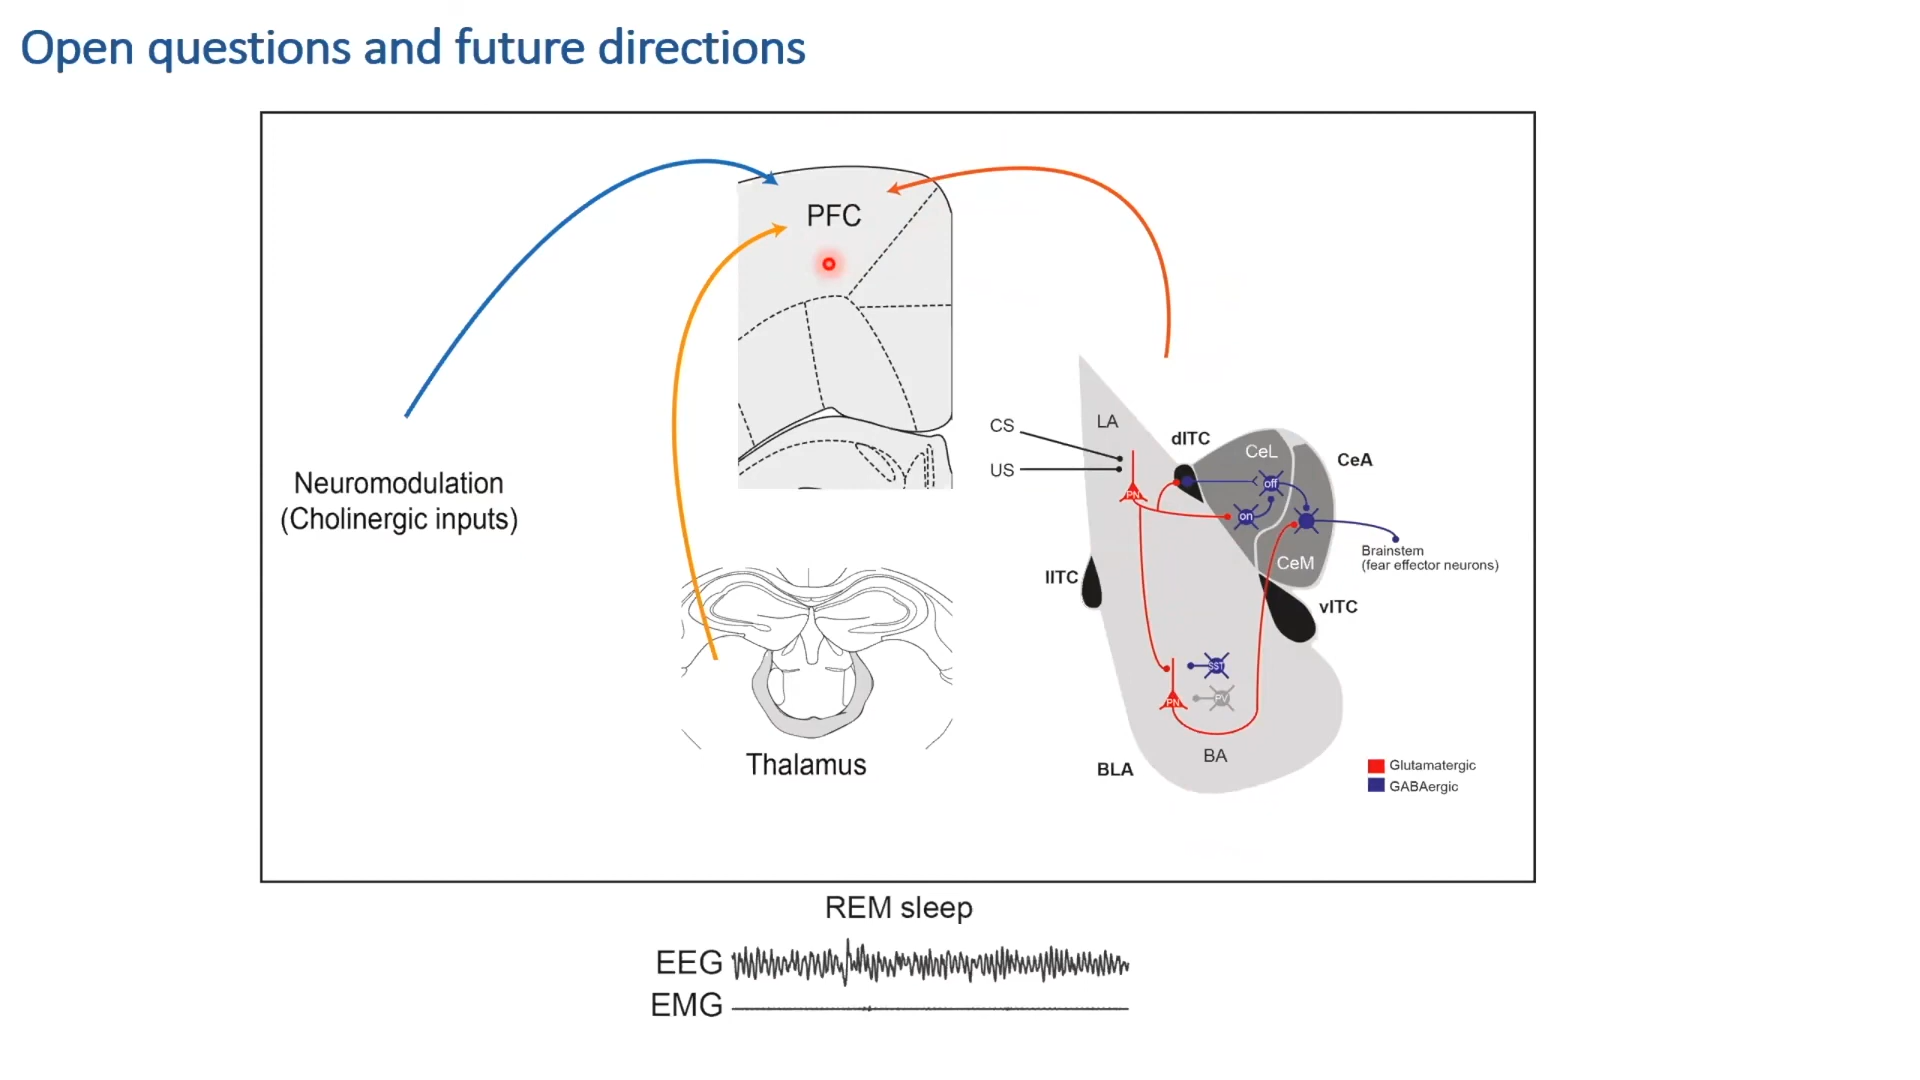 Open questions and future directions
PFC
Neuromodulation
(Cholinergic inputs)
Thalamus
CS
US
LA
dITC
CeL
CeA
PN
off
on
CeM
Brainstem
(fear effector neurons)
lITC
vITC
SST
PN
PV
BA
BLA
Glutamatergic
GABAergic
REM sleep
EEG
EMG